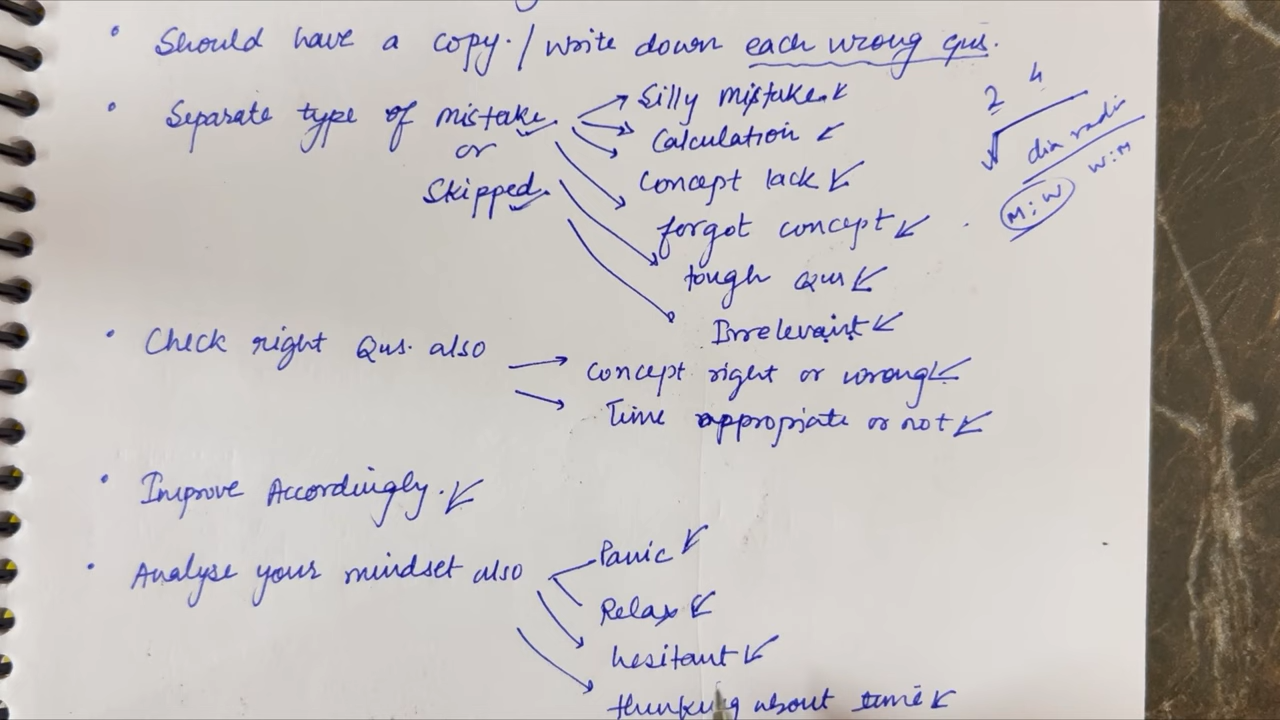 • Should have a copy. / write down each wrong qus.
• Separate type of mistake. or Skipped.
Silly mistake.
Calculation
Concept lack
forgot concept
tough Qus
Irrelevant
2 4
dia radi
M:W W:M
• Check right Qus. also
concept right or wrong
Time appropriate or not
• Improve Accordingly.
• Analyse your mindset also
Panic
Relax
hesitant
thinking about time